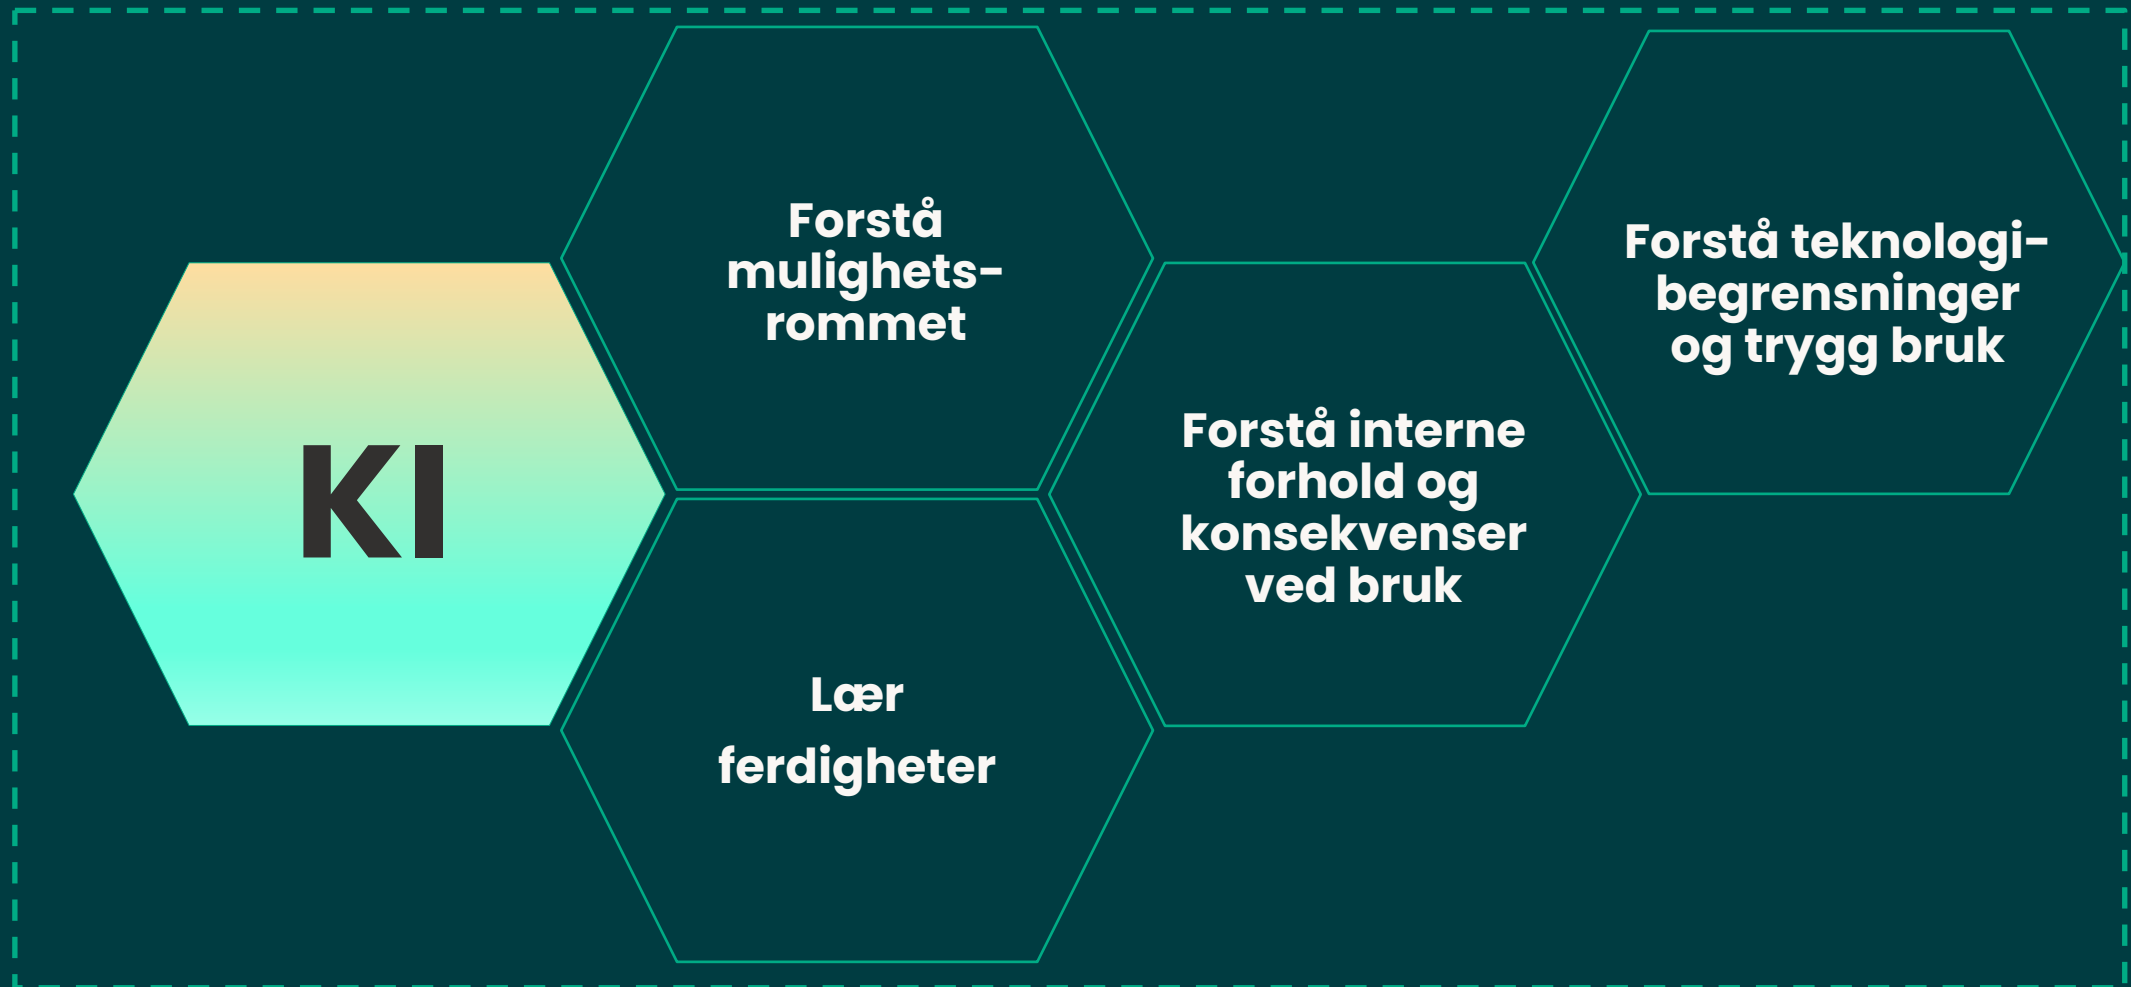 KI
Forstå
mulighets-
rommet
Lær
ferdigheter
Forstå interne
forhold og
konsekvenser
ved bruk
Forstå teknologi-
begrensninger
og trygg bruk